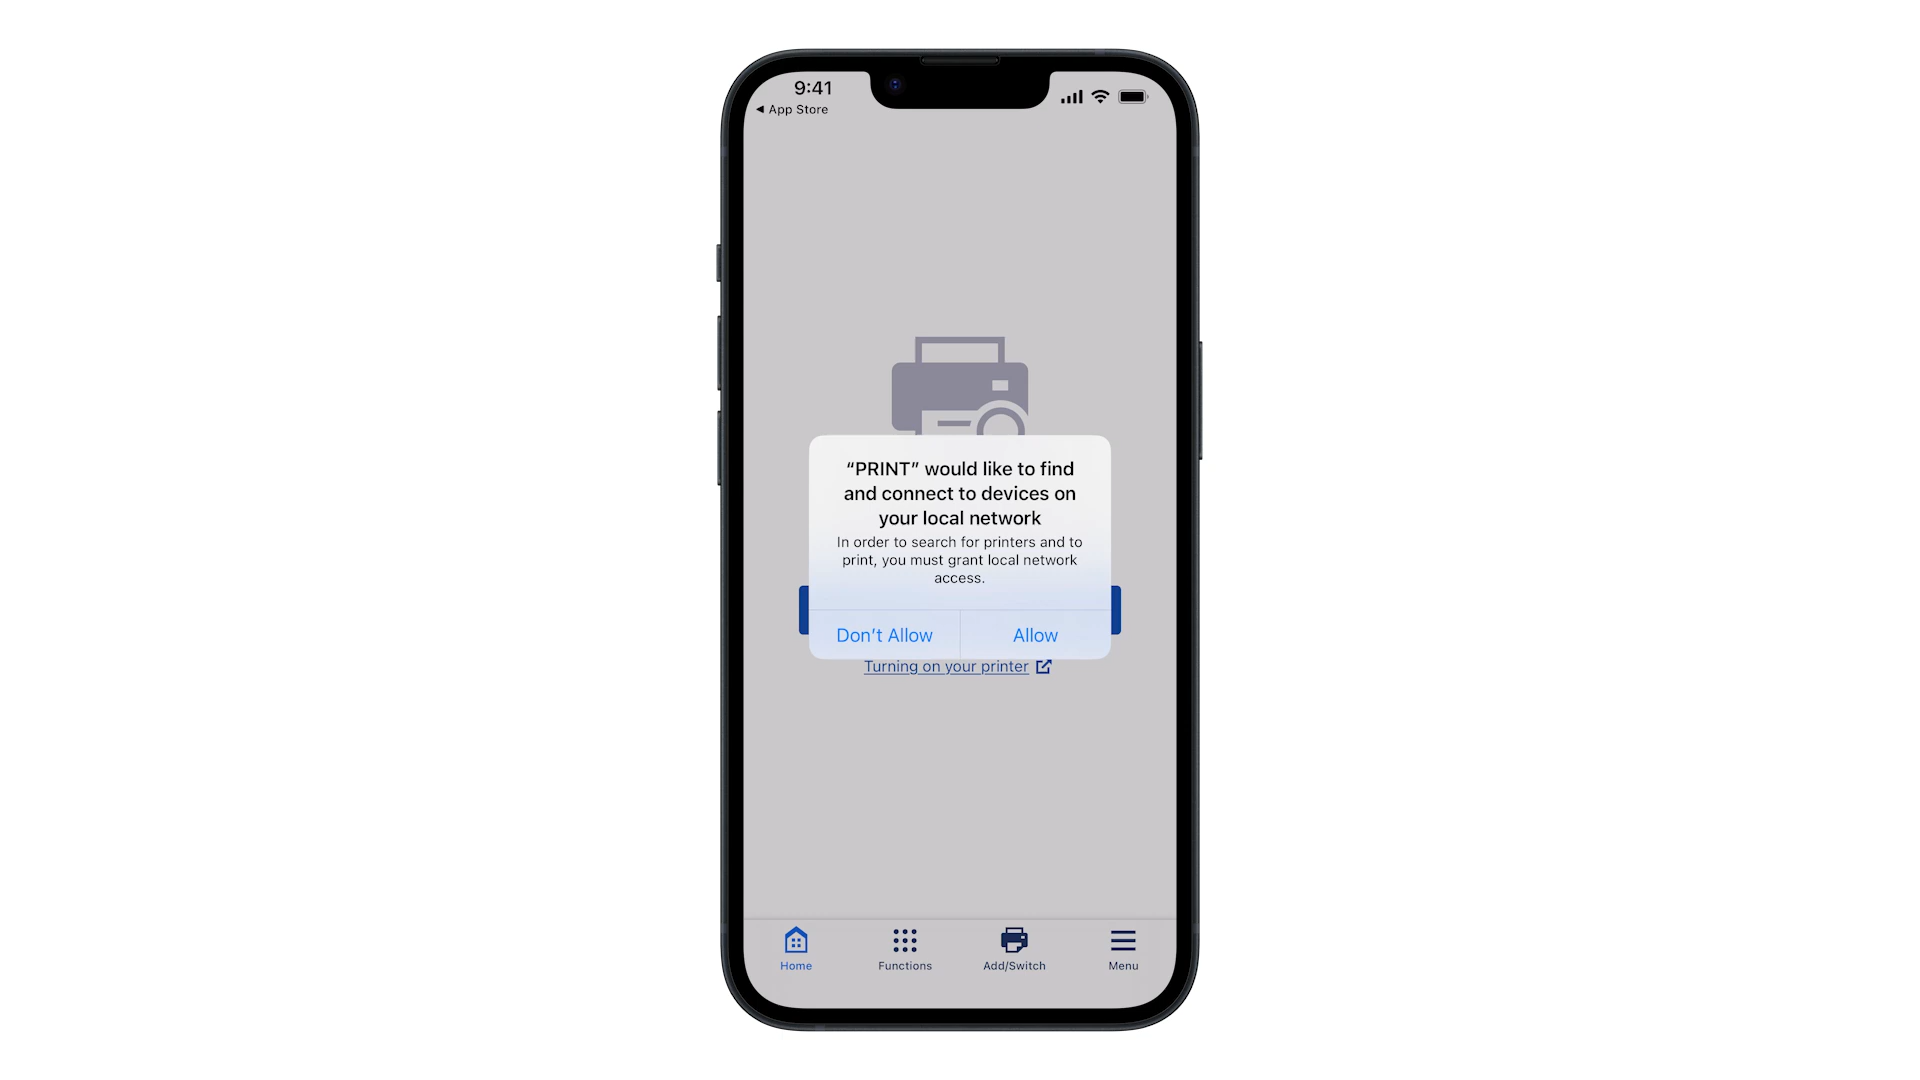 9:41
◀ App Store
“PRINT” would like to find
and connect to devices on
your local network
In order to search for printers and to
print, you must grant local network
access.
Don’t Allow
Allow
Turning on your printer
Home
Functions
Add/Switch
Menu